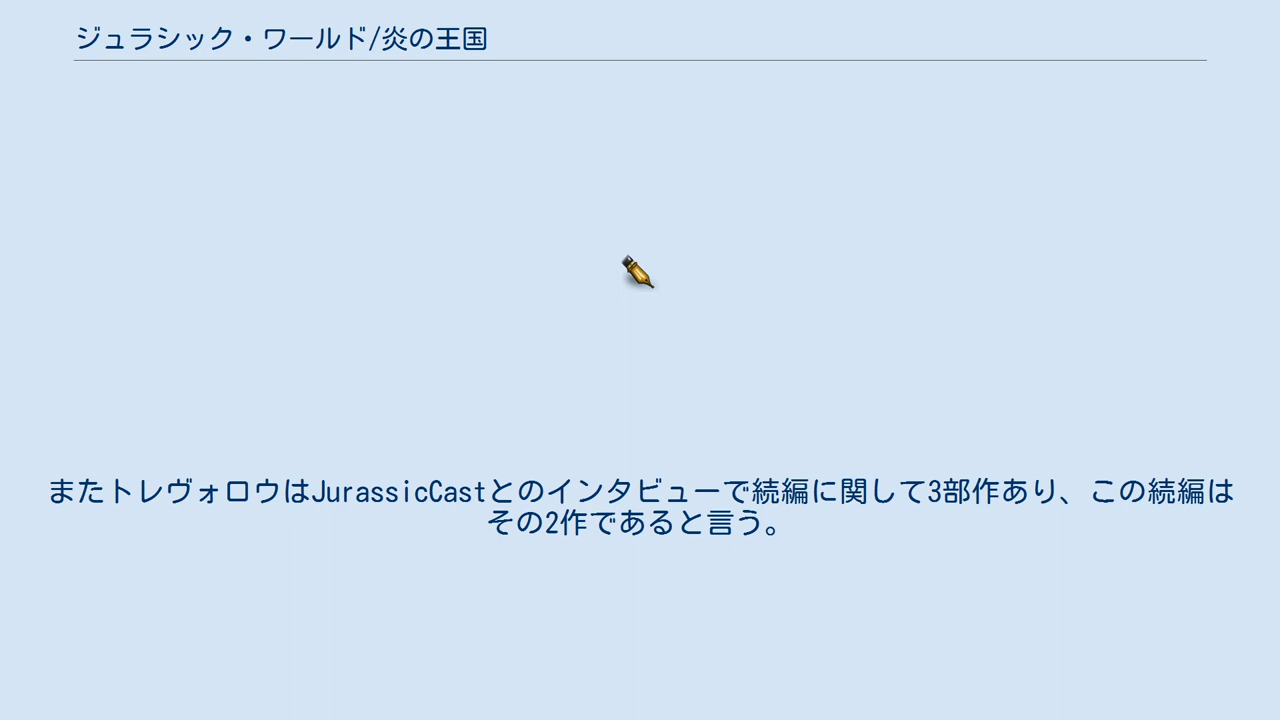 ジュラシック・ワールド/炎の王国
またトレヴォロウはJurassicCastとのインタビューで続編に関して3部作あり、この続編は
その2作であると言う。